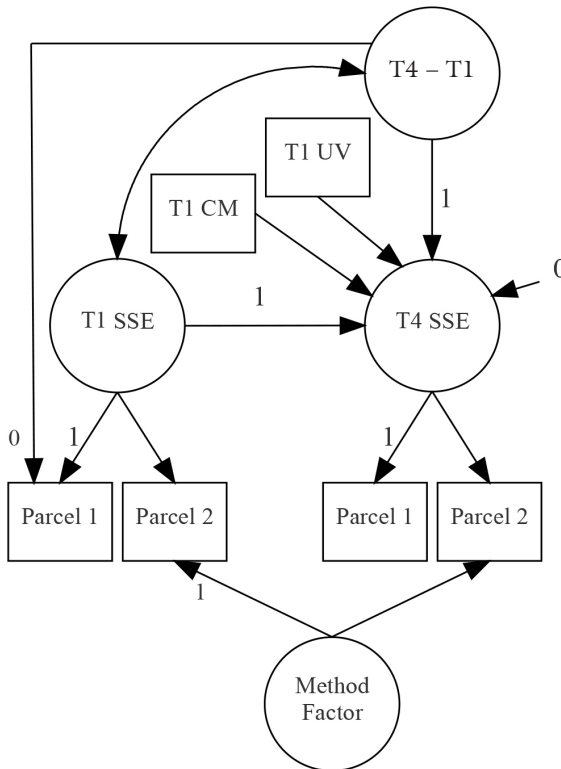 T4 – T1
T1 UV
T1 CM
1
0
T1 SSE
1
T4 SSE
0
1
1
Parcel 1
Parcel 2
Parcel 1
Parcel 2
1
Method
Factor